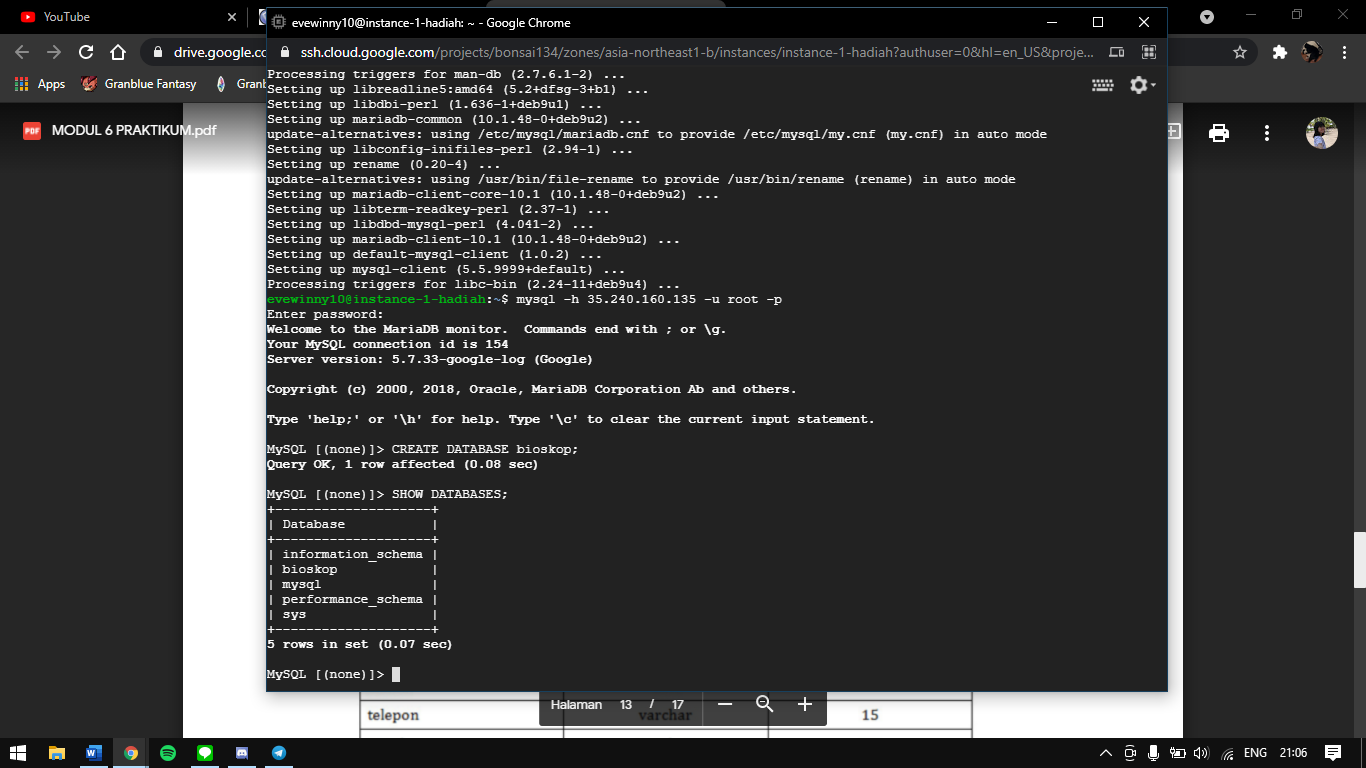 YouTube
evewinny10@instance-1-hadiah: ~ - Google Chrome
drive.google.co
ssh.cloud.google.com/projects/bonsai134/zones/asia-northeast1-b/instances/instance-1-hadiah?authuser=0&hl=en_US&proje...
Apps
Granblue Fantasy
Granb
PDF
MODUL 6 PRAKTIKUM.pdf
Processing triggers for man-db (2.7.6.1-2) ...
Setting up libreadline5:amd64 (5.2+dfsg-3+b1) ...
Setting up libdbi-perl (1.636-1+deb9u1) ...
Setting up mariadb-common (10.1.48-0+deb9u2) ...
update-alternatives: using /etc/mysql/mariadb.cnf to provide /etc/mysql/my.cnf (my.cnf) in auto mode
Setting up libconfig-inifiles-perl (2.94-1) ...
Setting up rename (0.20-4) ...
update-alternatives: using /usr/bin/file-rename to provide /usr/bin/rename (rename) in auto mode
Setting up mariadb-client-core-10.1 (10.1.48-0+deb9u2) ...
Setting up libterm-readkey-perl (2.37-1) ...
Setting up libdbd-mysql-perl (4.041-2) ...
Setting up mariadb-client-10.1 (10.1.48-0+deb9u2) ...
Setting up default-mysql-client (1.0.2) ...
Setting up mysql-client (5.5.9999+default) ...
Processing triggers for libc-bin (2.24-11+deb9u4) ...
evewinny10@instance-1-hadiah:~$ mysql -h 35.240.160.135 -u root -p
Enter password:
Welcome to the MariaDB monitor.  Commands end with ; or \g.
Your MySQL connection id is 154
Server version: 5.7.33-google-log (Google)
Copyright (c) 2000, 2018, Oracle, MariaDB Corporation Ab and others.
Type 'help;' or '\h' for help. Type '\c' to clear the current input statement.
MySQL [(none)]> CREATE DATABASE bioskop;
Query OK, 1 row affected (0.08 sec)
MySQL [(none)]> SHOW DATABASES;
+--------------------+
| Database           |
+--------------------+
| information_schema |
| bioskop            |
| mysql              |
| performance_schema |
| sys                |
+--------------------+
5 rows in set (0.07 sec)
MySQL [(none)]>
Halaman 13 / 17
telepon varchar 15
ENG 21:06